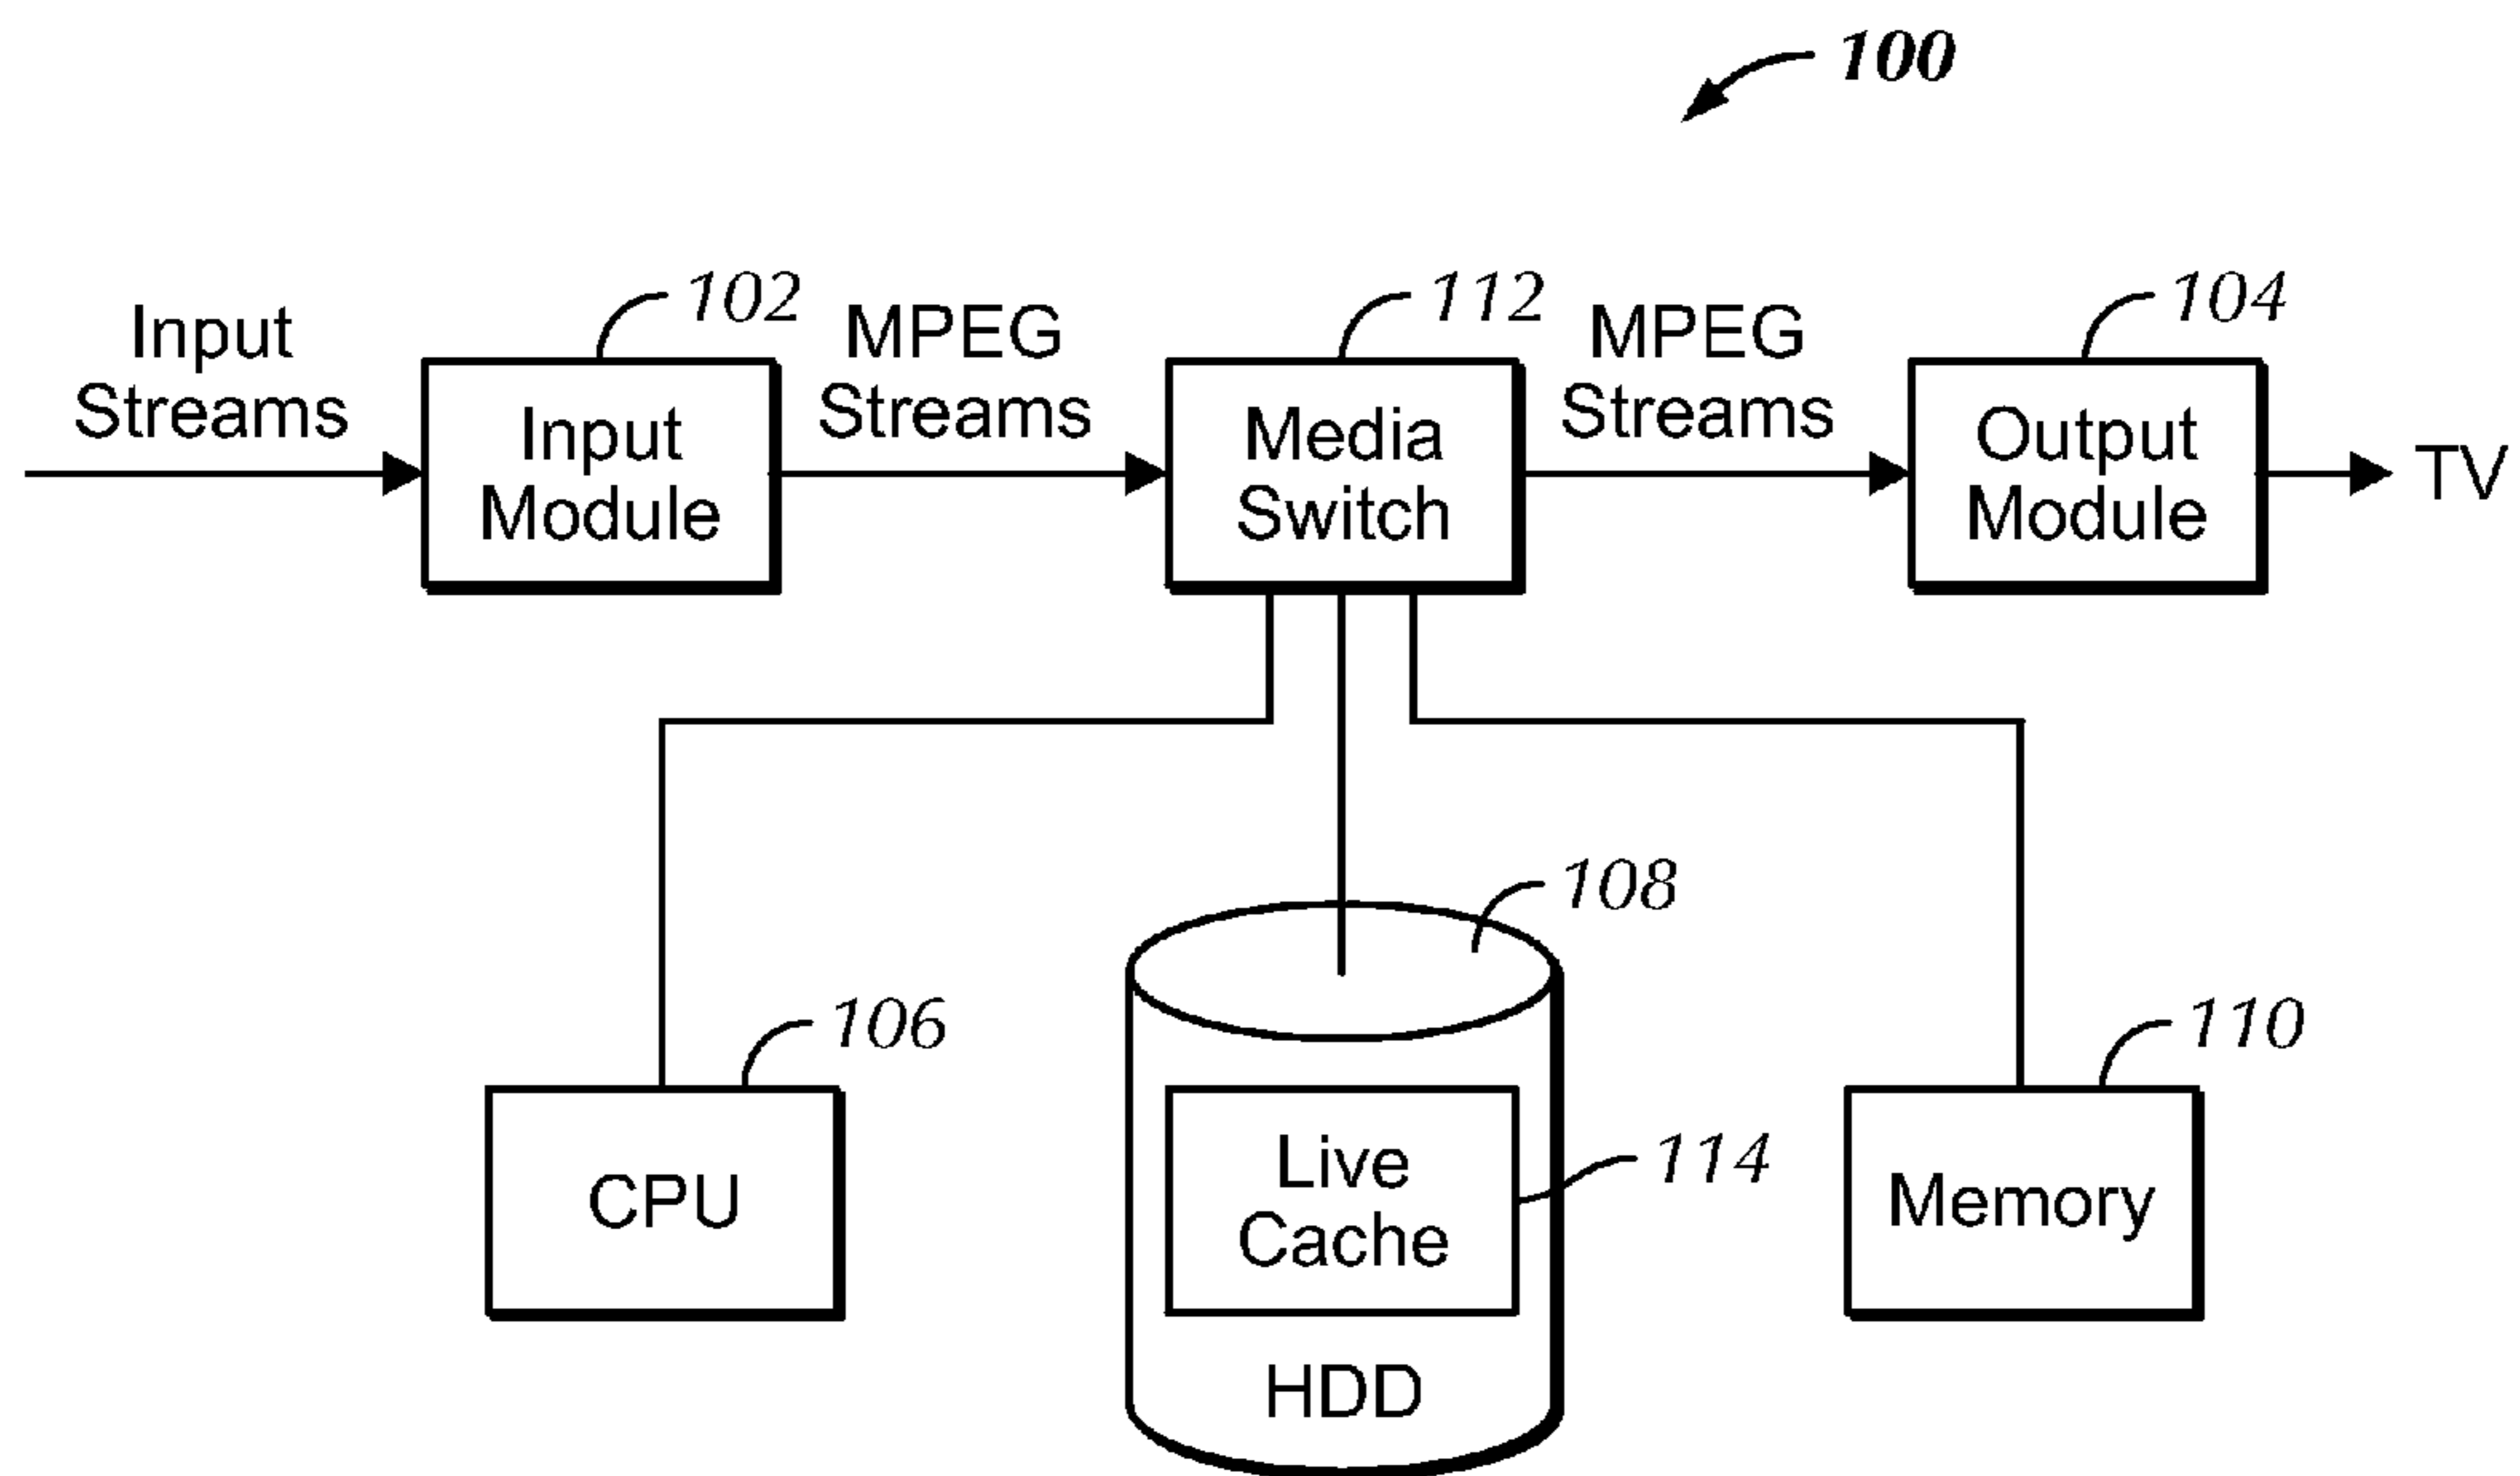 100
102
112
104
Input
Streams
MPEG
Streams
MPEG
Streams
Input
Module
Media
Switch
Output
Module
TV
108
106
110
CPU
Live
Cache
114
Memory
HDD